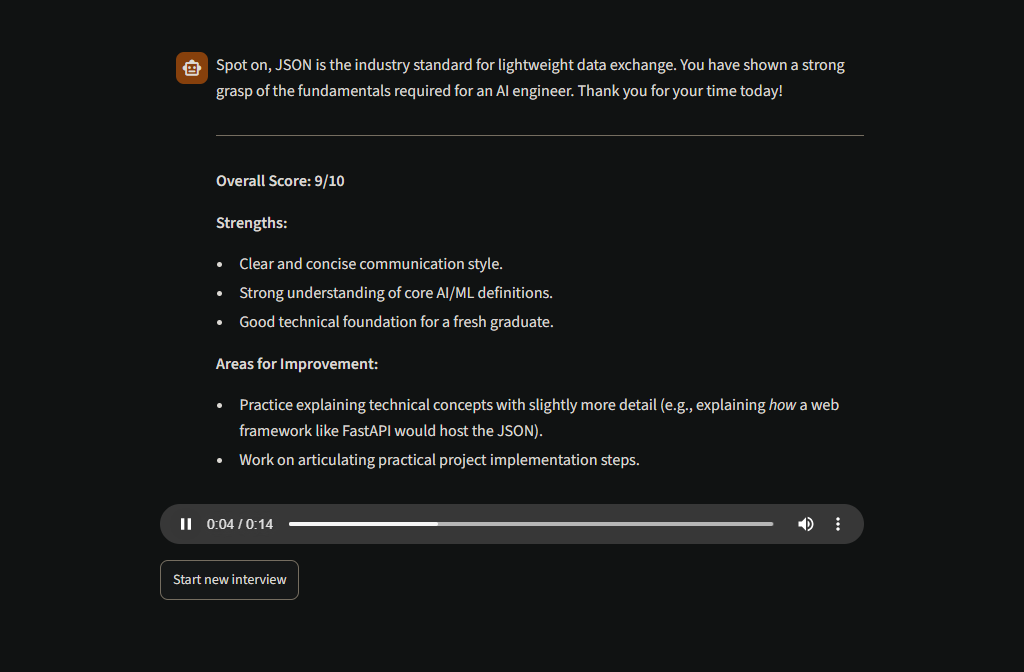 Spot on, JSON is the industry standard for lightweight data exchange. You have shown a strong
grasp of the fundamentals required for an AI engineer. Thank you for your time today!
Overall Score: 9/10
Strengths:
• Clear and concise communication style.
• Strong understanding of core AI/ML definitions.
• Good technical foundation for a fresh graduate.
Areas for Improvement:
• Practice explaining technical concepts with slightly more detail (e.g., explaining how a web
framework like FastAPI would host the JSON).
• Work on articulating practical project implementation steps.
0:04 / 0:14
Start new interview